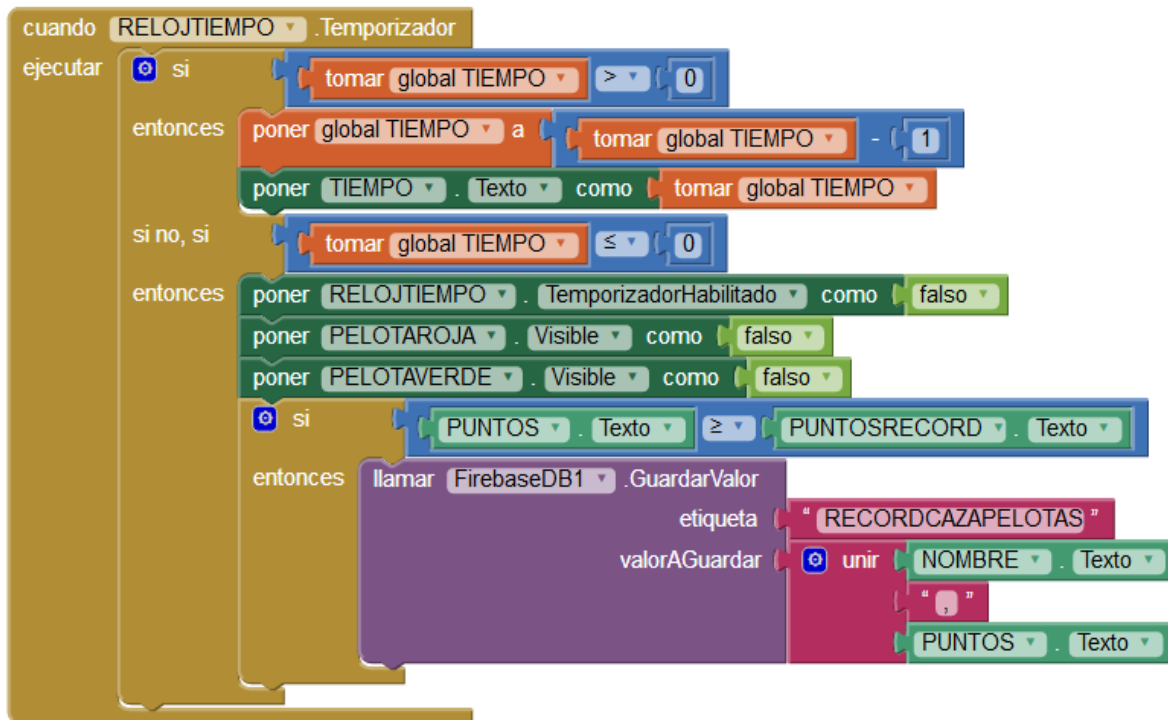 cuando RELOJTIEMPO .Temporizador
ejecutar si tomar global TIEMPO > 0
entonces poner global TIEMPO a tomar global TIEMPO - 1
poner TIEMPO . Texto como tomar global TIEMPO
si no, si tomar global TIEMPO ≤ 0
entonces poner RELOJTIEMPO . TemporizadorHabilitado como falso
poner PELOTAROJA . Visible como falso
poner PELOTAVERDE . Visible como falso
si PUNTOS . Texto ≥ PUNTOSRECORD . Texto
entonces llamar FirebaseDB1 .GuardarValor
etiqueta " RECORDCAZAPELOTAS "
valorAGuardar unir NOMBRE . Texto
" , "
PUNTOS . Texto